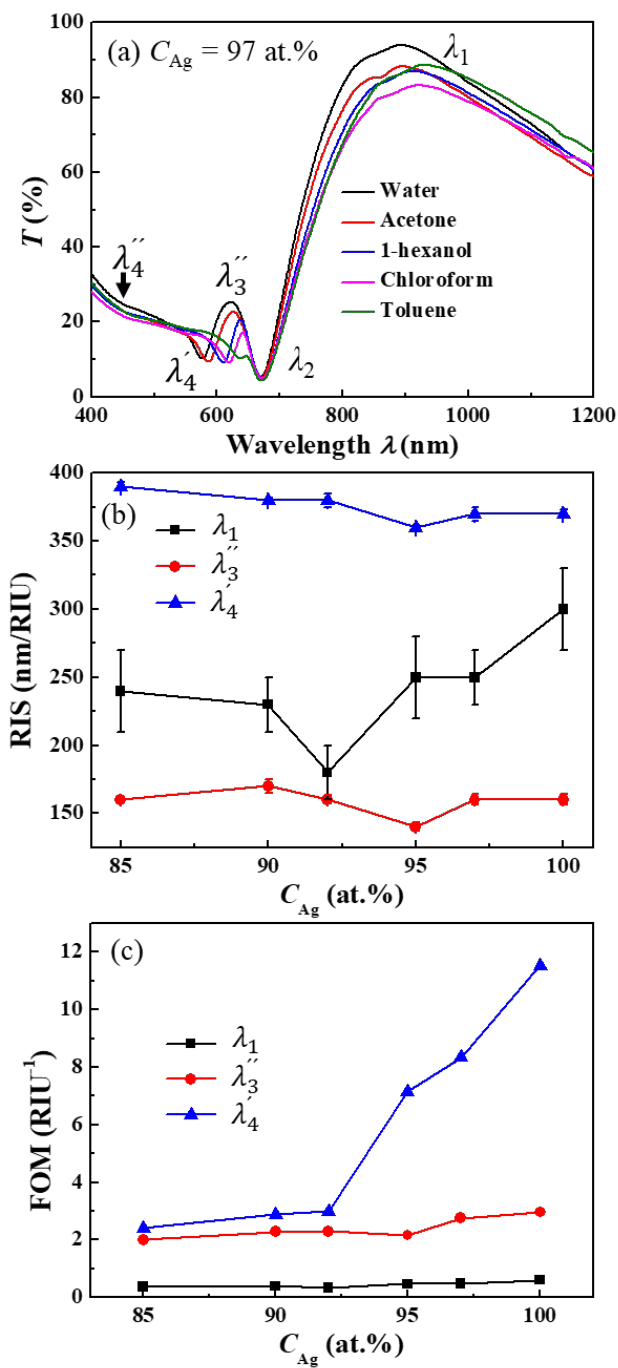 (a) C_Ag = 97 at.%
λ₁
λ₄′′
λ₃′′
λ₄′
λ₂
Water
Acetone
1-hexanol
Chloroform
Toluene
T (%)
100
80
60
40
20
0
400 600 800 1000 1200
Wavelength λ (nm)
(b)
λ₁
λ₃′′
λ₄′
RIS (nm/RIU)
400
350
300
250
200
150
85 90 95 100
C_Ag (at.%)
(c)
λ₁
λ₃′′
λ₄′
FOM (RIU⁻¹)
12
10
8
6
4
2
0
85 90 95 100
C_Ag (at.%)